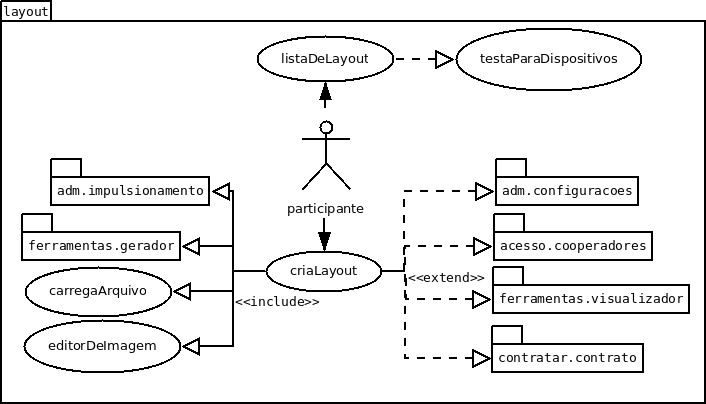 layout
listaDeLayout
testaParaDispositivos
participante
adm.impulsionamento
adm.configuracoes
ferramentas.gerador
acesso.cooperadores
criaLayout
<<extend>>
carregaArquivo
<<include>>
ferramentas.visualizador
editorDeImagem
contratar.contrato